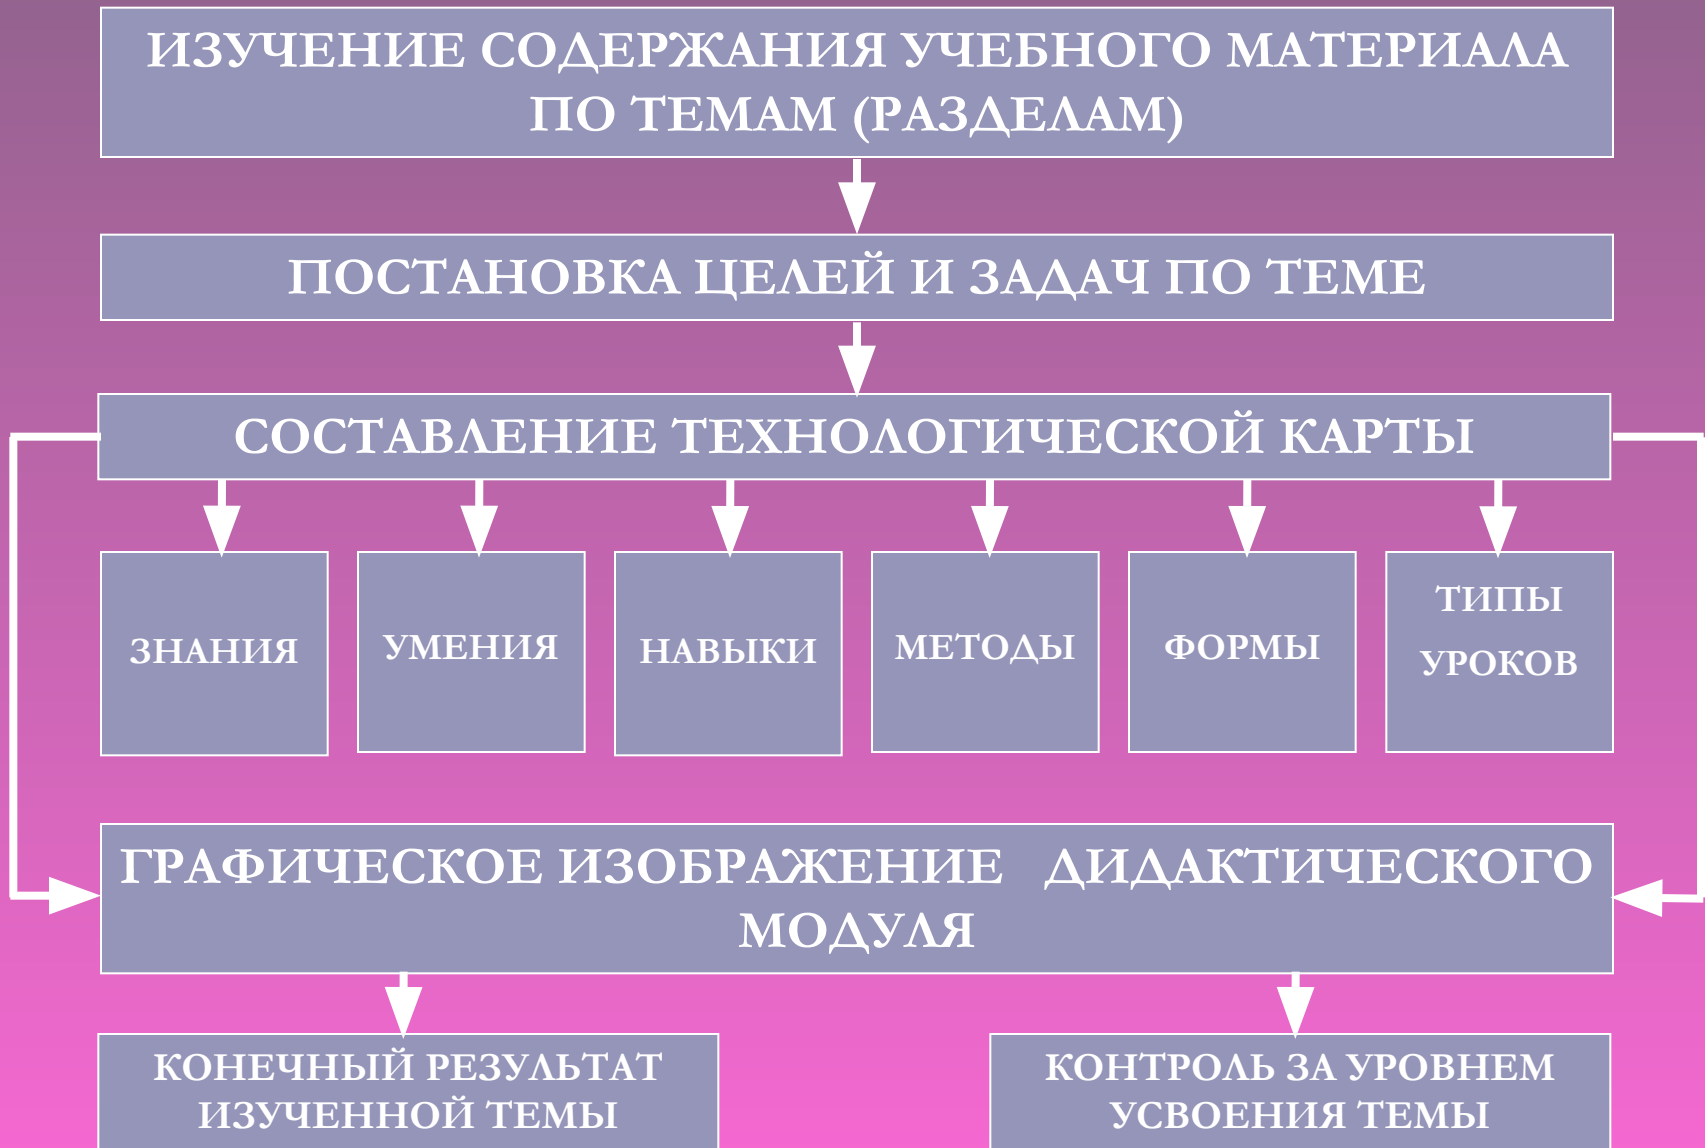 ИЗУЧЕНИЕ СОДЕРЖАНИЯ УЧЕБНОГО МАТЕРИАЛА
ПО ТЕМАМ (РАЗДЕЛАМ)
ПОСТАНОВКА ЦЕЛЕЙ И ЗАДАЧ ПО ТЕМЕ
СОСТАВЛЕНИЕ ТЕХНОЛОГИЧЕСКОЙ КАРТЫ
ЗНАНИЯ
УМЕНИЯ
НАВЫКИ
МЕТОДЫ
ФОРМЫ
ТИПЫ
УРОКОВ
ГРАФИЧЕСКОЕ ИЗОБРАЖЕНИЕ ДИДАКТИЧЕСКОГО
МОДУЛЯ
КОНЕЧНЫЙ РЕЗУЛЬТАТ
ИЗУЧЕННОЙ ТЕМЫ
КОНТРОЛЬ ЗА УРОВНЕМ
УСВОЕНИЯ ТЕМЫ